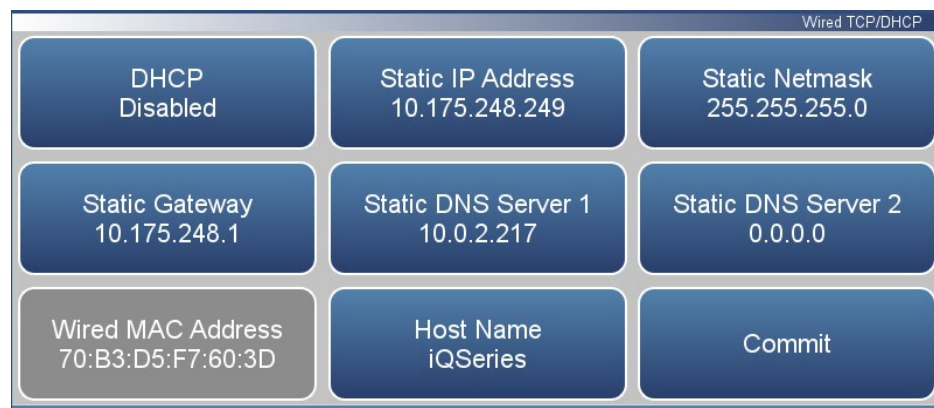 Wired TCP/DHCP
DHCP
Disabled
Static IP Address
10.175.248.249
Static Netmask
255.255.255.0
Static Gateway
10.175.248.1
Static DNS Server 1
10.0.2.217
Static DNS Server 2
0.0.0.0
Wired MAC Address
70:B3:D5:F7:60:3D
Host Name
iQSeries
Commit